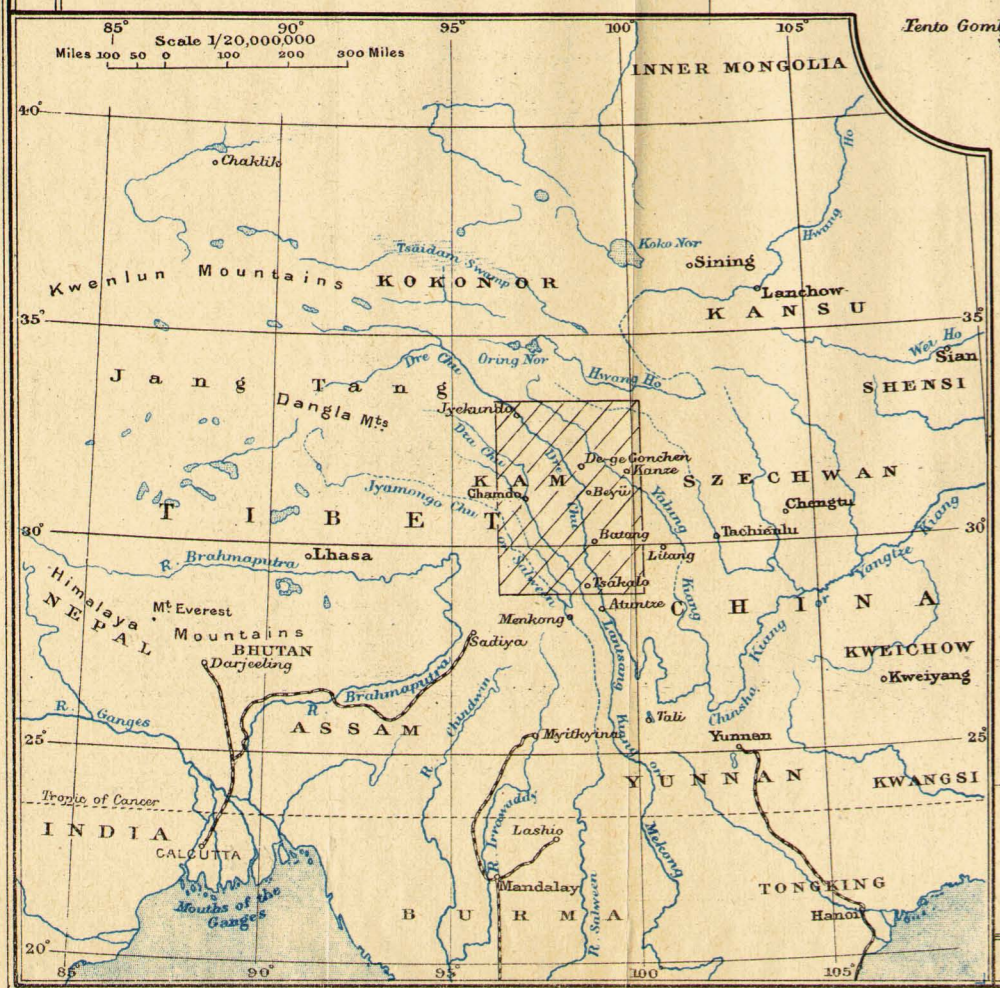 85° 90° 95° 100° 105°
Tento Gomb
Scale 1/20,000,000
Miles 100 50 0 100 200 300 Miles
INNER MONGOLIA
40°
Ho
Chaklik
Hwang
Koko Nor
Tsaidam Swamp
Sining
Kwenlun Mountains
KOKONOR
Lanchow
KANSU
35° 35°
Wei Ho
Sian
Dre Chu
Oring Nor
Hwang Ho
SHENSI
Jang Tang
Dangla Mts
Jyekundo
Dza Chu
Dre Chu
De-ge Gonchen
Kanze
KAM
SZECHWAN
Jyamongo Chu
Chamdo
Beyü
Yalung Kiang
Chengtu
TIBET
30° 30°
Batang
Tachienlu
Litang
Yangtze Kiang
R. Brahmaputra
Lhasa
or Salween
Tsakalo
Himalaya Mountains
NEPAL
Mt Everest
Atuntze
CHINA
or
Menkong
BHUTAN
Darjeeling
Sadiya
Lantsang Kiang or Mekong
KWEICHOW
Kweiyang
R. Brahmaputra
R. Chindwin
Chinsha Kiang
R. Ganges
ASSAM
Tali
Myitkyina
Yunnan
25° 25°
YUNNAN
KWANGSI
Tropic of Cancer
R. Irrawaddy
INDIA
Lashio
CALCUTTA
Mandalay
TONGKING
Mouths of the
Ganges
BURMA
R. Salween
Hanoi
20°
85° 90° 95° 100 105°